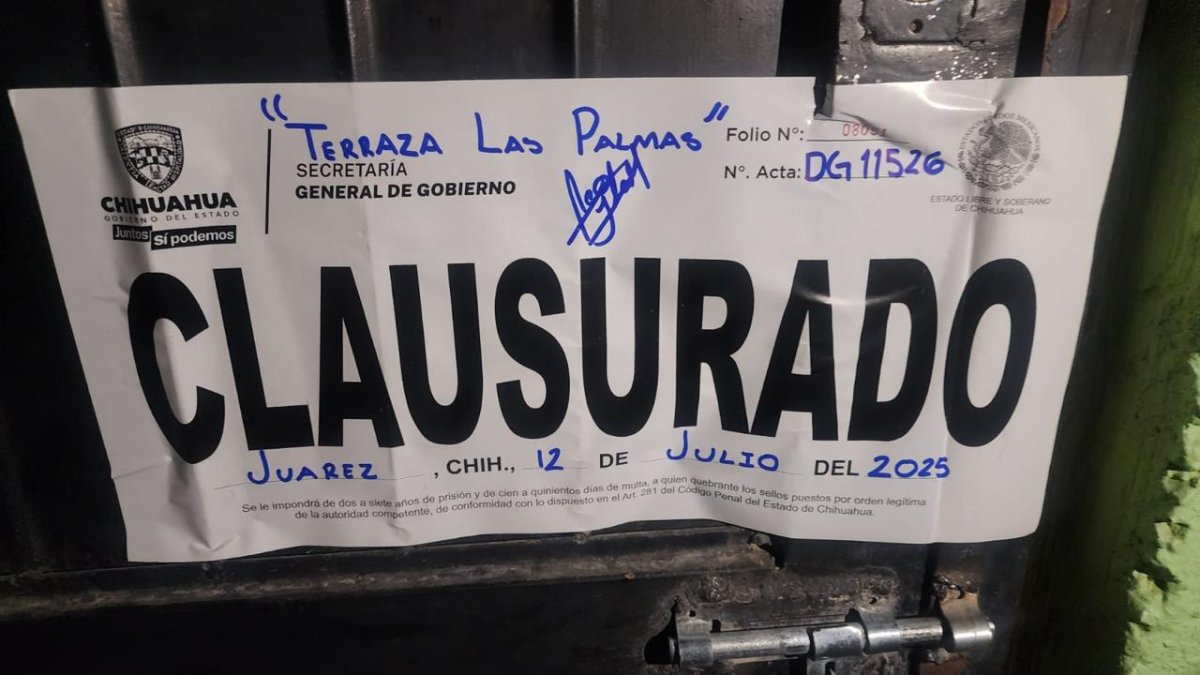 "TERRAZA LAS PALMAS"
SECRETARÍA
GENERAL DE GOBIERNO
CHIHUAHUA
GOBIERNO DEL ESTADO
Juntos Sí podemos
Folio N°:
N°. Acta: DG 11526
ESTADOS UNIDOS MEXICANOS
ESTADO LIBRE Y SOBERANO
DE CHIHUAHUA
CLAUSURADO
JUAREZ, CHIH., 12 DE JULIO DEL 2025
Se le impondrá de dos a siete años de prisión y de cien a quinientos días de multa, a quien quebrante los sellos puestos por orden legítima
de la autoridad competente, de conformidad con lo dispuesto en el Art. 281 del Código Penal del Estado de Chihuahua.